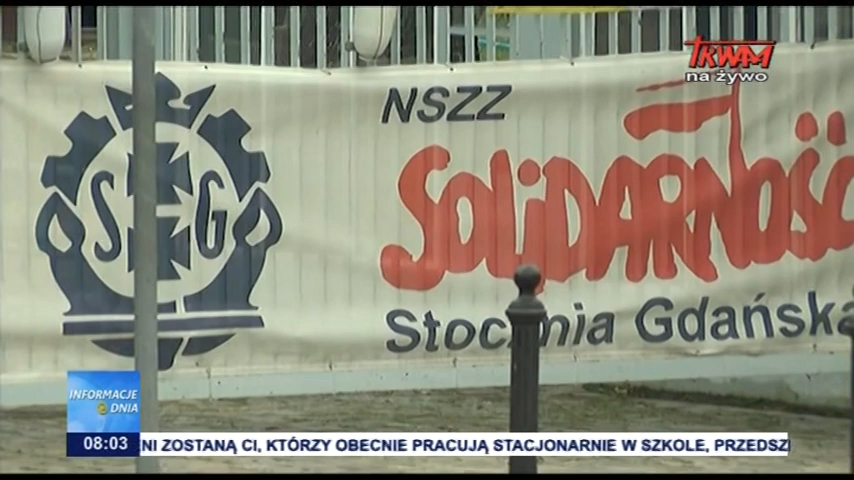 TRWAM
na żywo
NSZZ
SOLIDARNOŚĆ
S G
Stocznia Gdańska
INFORMACJE
DNIA
08:03
ENI ZOSTANĄ CI, KTÓRZY OBECNIE PRACUJĄ STACJONARNIE W SZKOLE, PRZEDSZ